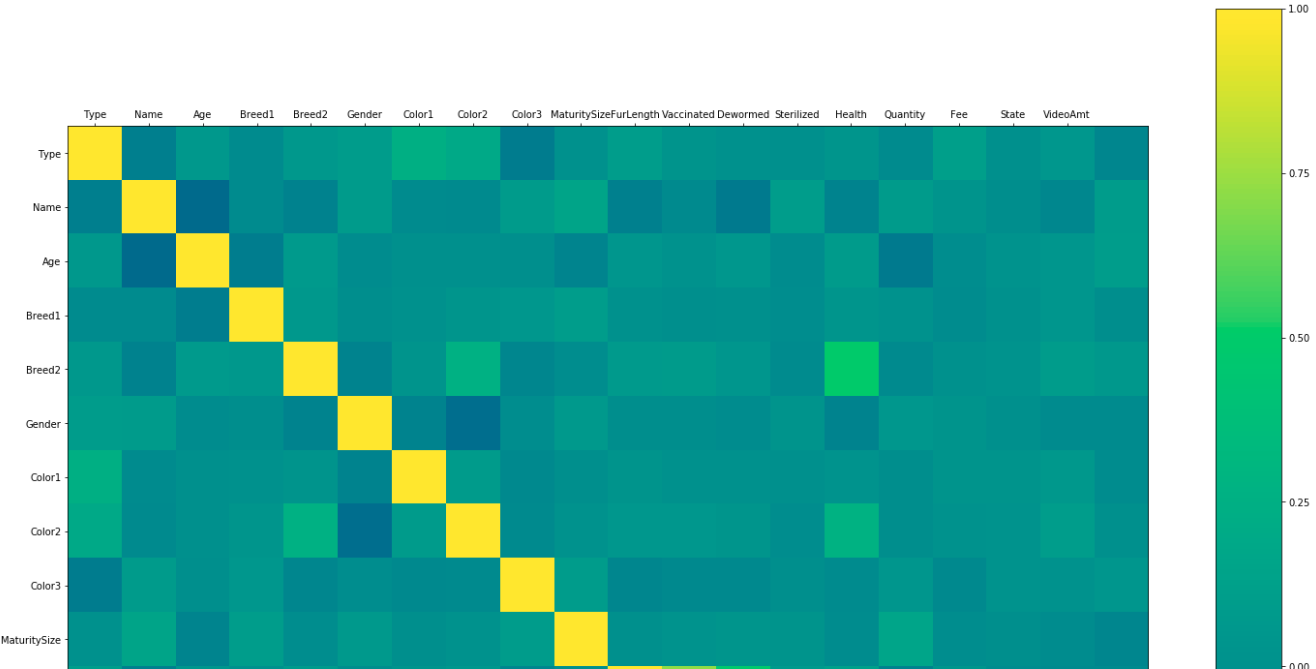 1.00
Type Name Age Breed1 Breed2 Gender Color1 Color2 Color3 MaturitySize FurLength Vaccinated Dewormed Sterilized Health Quantity Fee State VideoAmt
Type
Name
0.75
Age
Breed1
0.50
Breed2
Gender
Color1
0.25
Color2
Color3
MaturitySize
0.00